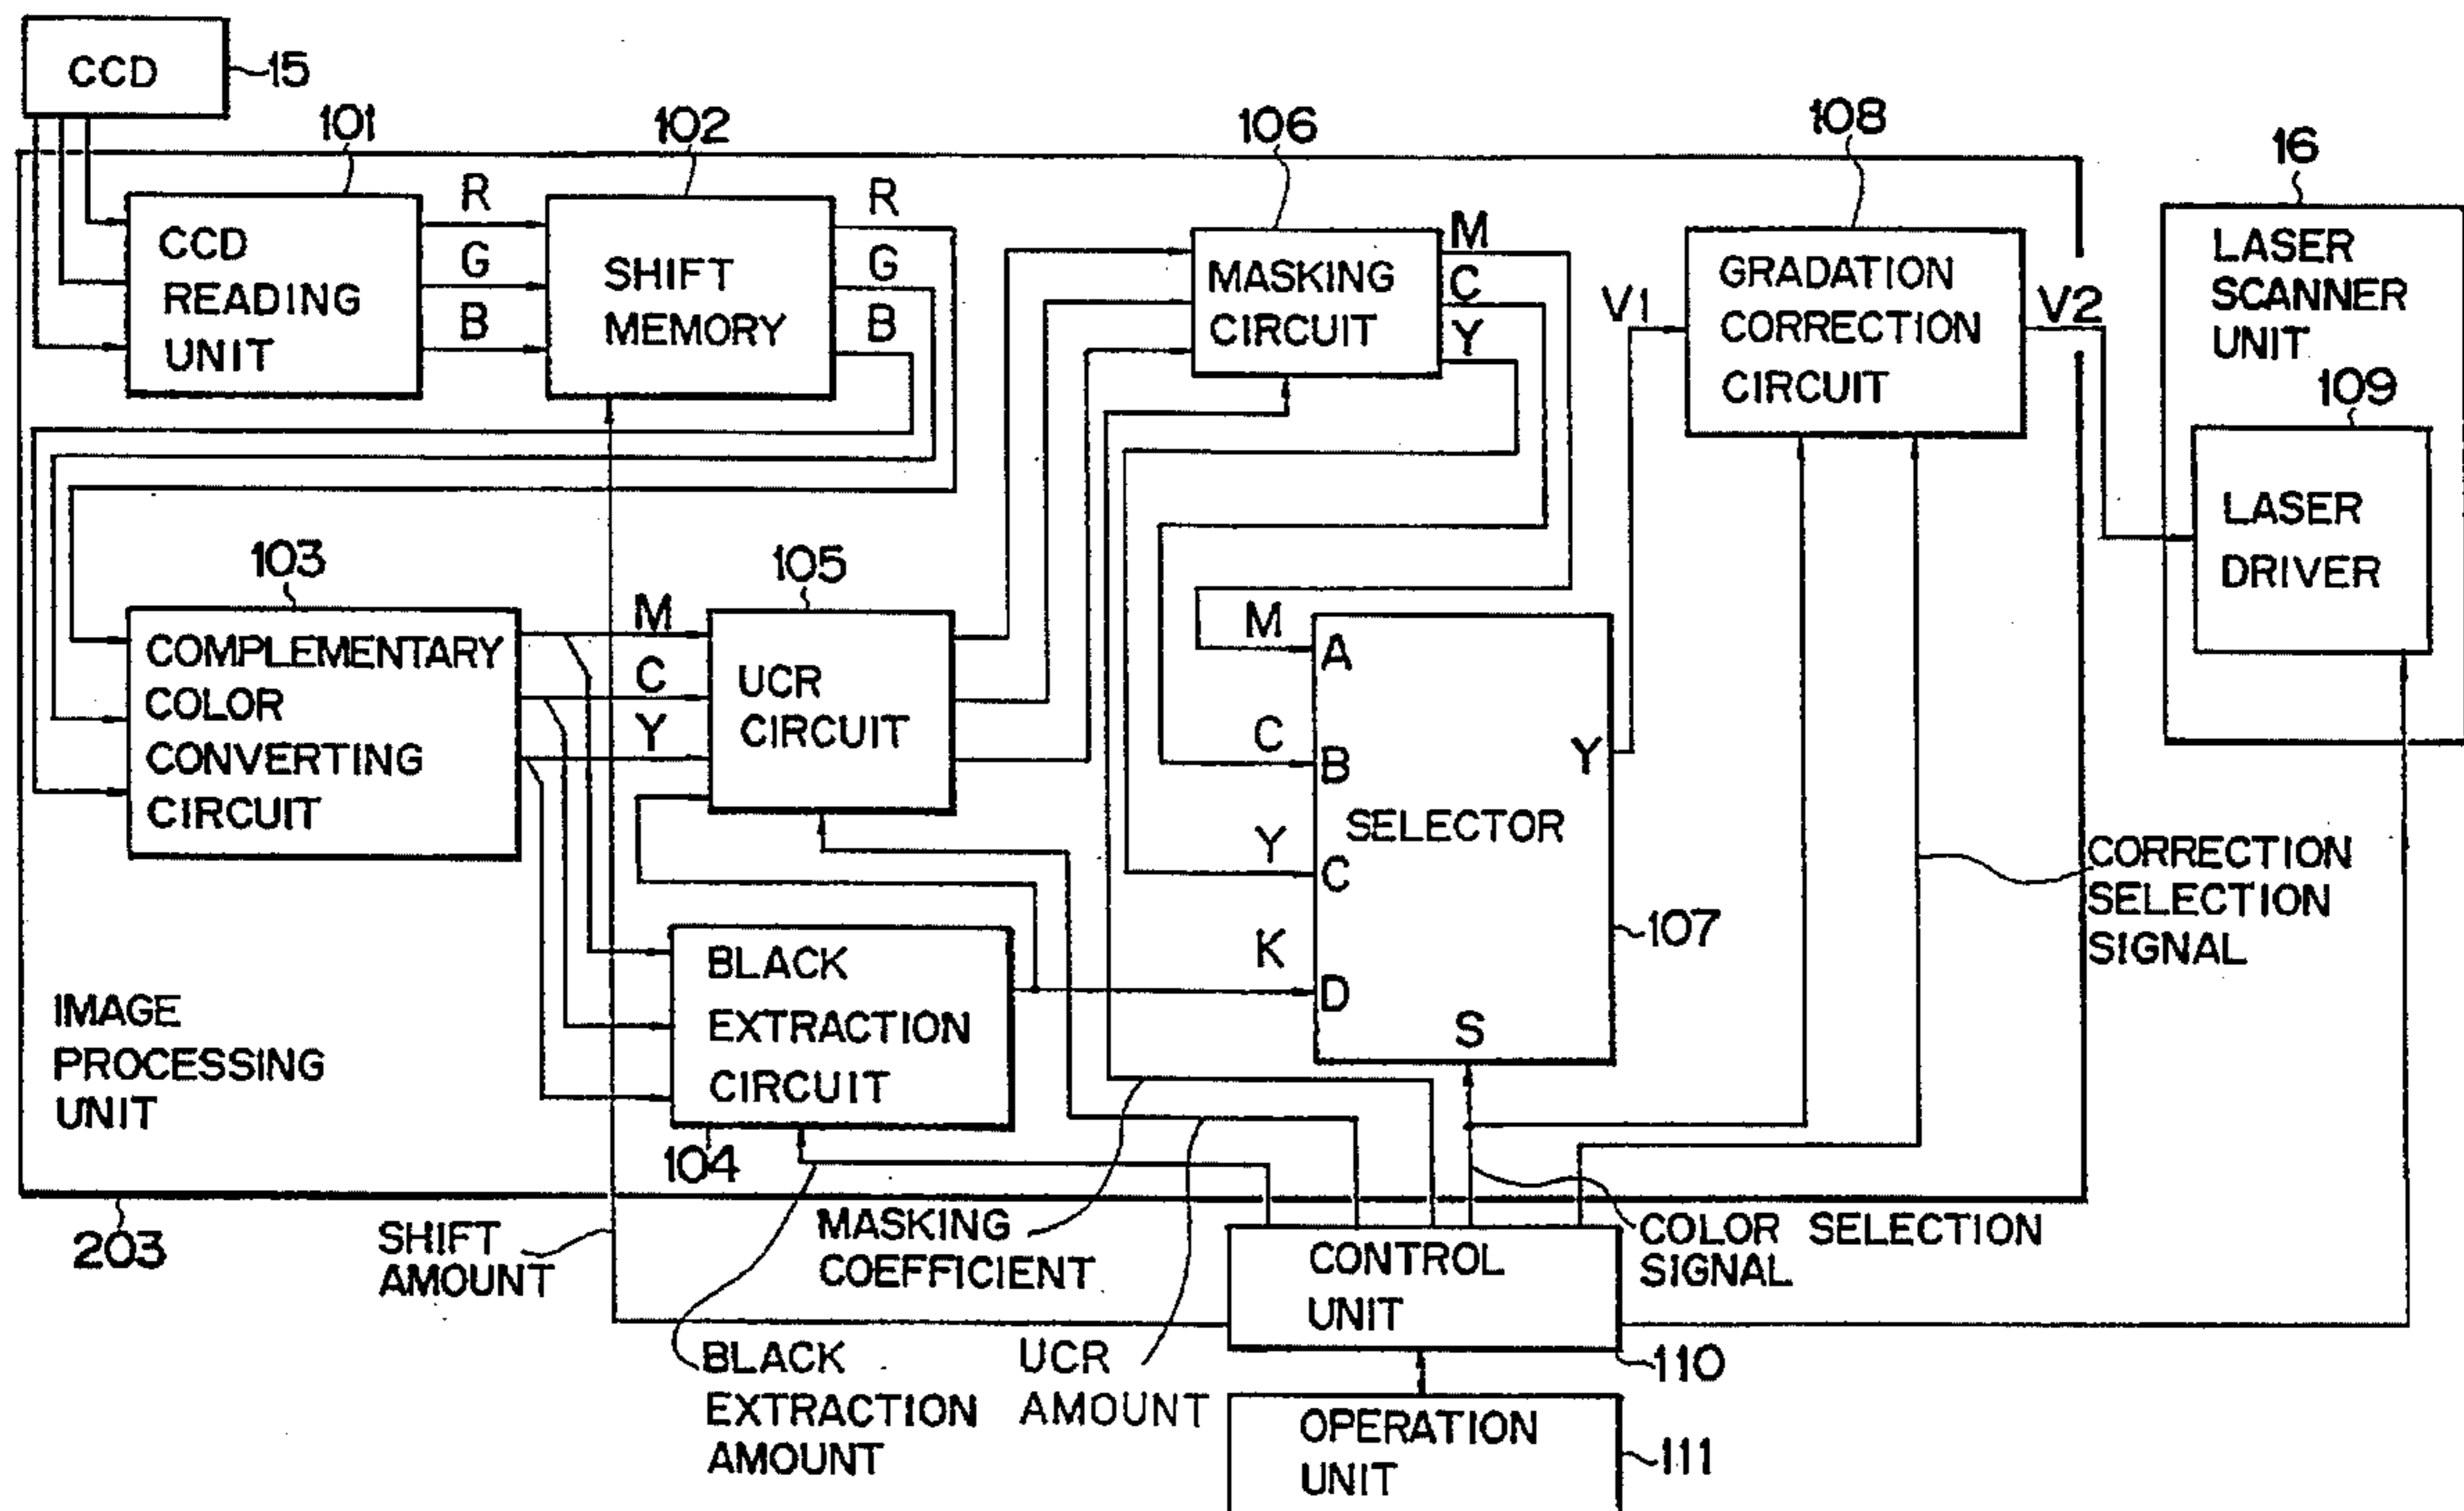 CCD
15
101
102
106
108
16
CCD
READING
UNIT
R
G
B
SHIFT
MEMORY
R
G
B
MASKING
CIRCUIT
M
C
Y
V1
GRADATION
CORRECTION
CIRCUIT
V2
LASER
SCANNER
UNIT
109
LASER
DRIVER
103
COMPLEMENTARY
COLOR
CONVERTING
CIRCUIT
M
C
Y
105
UCR
CIRCUIT
M
C
Y
K
A
B
C
D
SELECTOR
Y
S
107
CORRECTION
SELECTION
SIGNAL
BLACK
EXTRACTION
CIRCUIT
104
IMAGE
PROCESSING
UNIT
203
SHIFT
AMOUNT
MASKING
COEFFICIENT
BLACK
EXTRACTION
AMOUNT
UCR
AMOUNT
COLOR SELECTION
SIGNAL
CONTROL
UNIT
110
OPERATION
UNIT
111